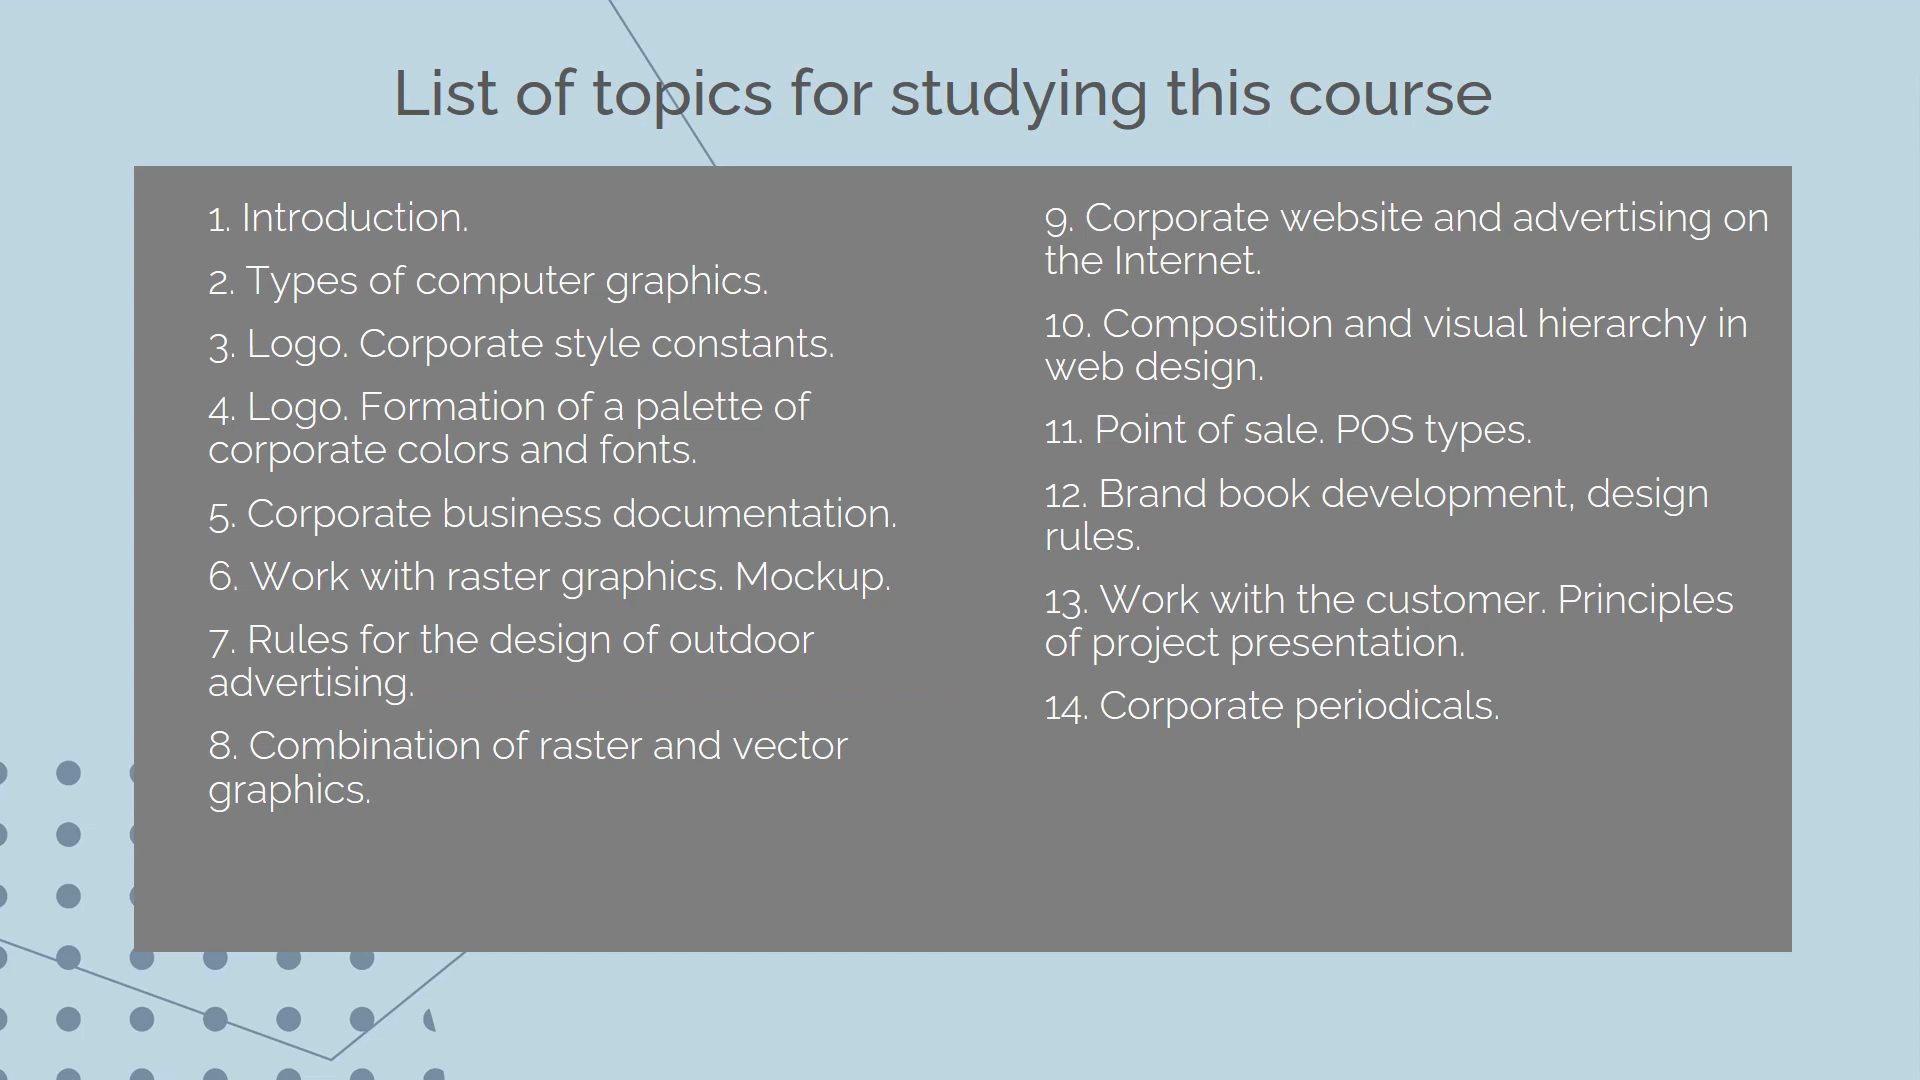 List of topics for studying this course
1. Introduction.
2. Types of computer graphics.
3. Logo. Corporate style constants.
4. Logo. Formation of a palette of
corporate colors and fonts.
5. Corporate business documentation.
6. Work with raster graphics. Mockup.
7. Rules for the design of outdoor
advertising.
8. Combination of raster and vector
graphics.
9. Corporate website and advertising on
the Internet.
10. Composition and visual hierarchy in
web design.
11. Point of sale. POS types.
12. Brand book development, design
rules.
13. Work with the customer. Principles
of project presentation.
14. Corporate periodicals.